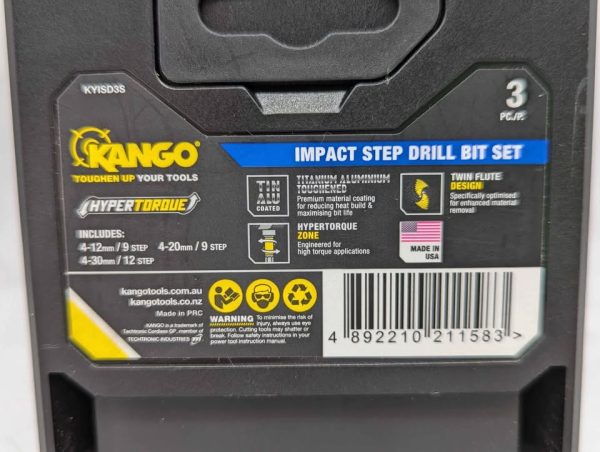 KYISD3S
3
PC./P.
KANGO®
TOUGHEN UP YOUR TOOLS
HYPERTORQUE
IMPACT STEP DRILL BIT SET
INCLUDES:
4-12mm / 9 STEP 4-20mm / 9 STEP
4-30mm / 12 STEP
TIN
ALU
COATED
TITANIUM ALUMINIUM
TOUGHENED
Premium material coating
for reducing heat build &
maximising bit life
TWIN FLUTE
DESIGN
Specifically optimised
for enhanced material
removal
HYPERTORQUE
ZONE
Engineered for
high torque applications
MADE IN
USA
kangotools.com.au
kangotools.co.nz
Made in PRC
-KANGO is a trademark of
Techtronic Cordless GP, member of
TECHTRONIC INDUSTRIES
WARNING To minimise the risk of
injury, always use eye
protection. Cutting tools may shatter or
break. Follow safety instructions in your
power tool instruction manual.
4 892210 211583 >